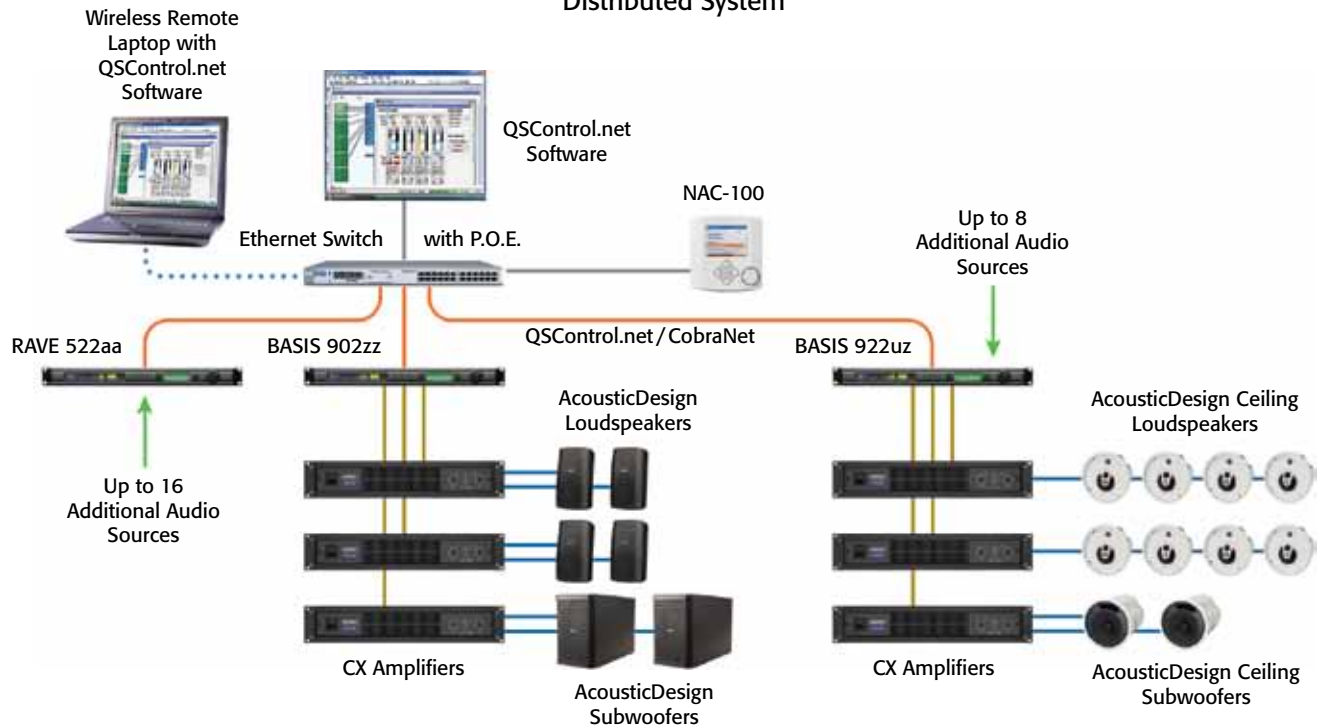 Distributed System
Wireless Remote
Laptop with
QSControl.net
Software
QSControl.net
Software
NAC-100
Up to 8
Additional Audio
Sources
Ethernet Switch with P.O.E.
QSControl.net/CobraNet
RAVE 522aa
BASIS 902zz
BASIS 922uz
AcousticDesign
Loudspeakers
AcousticDesign Ceiling
Loudspeakers
Up to 16
Additional Audio
Sources
CX Amplifiers
AcousticDesign
Subwoofers
CX Amplifiers
AcousticDesign Ceiling
Subwoofers